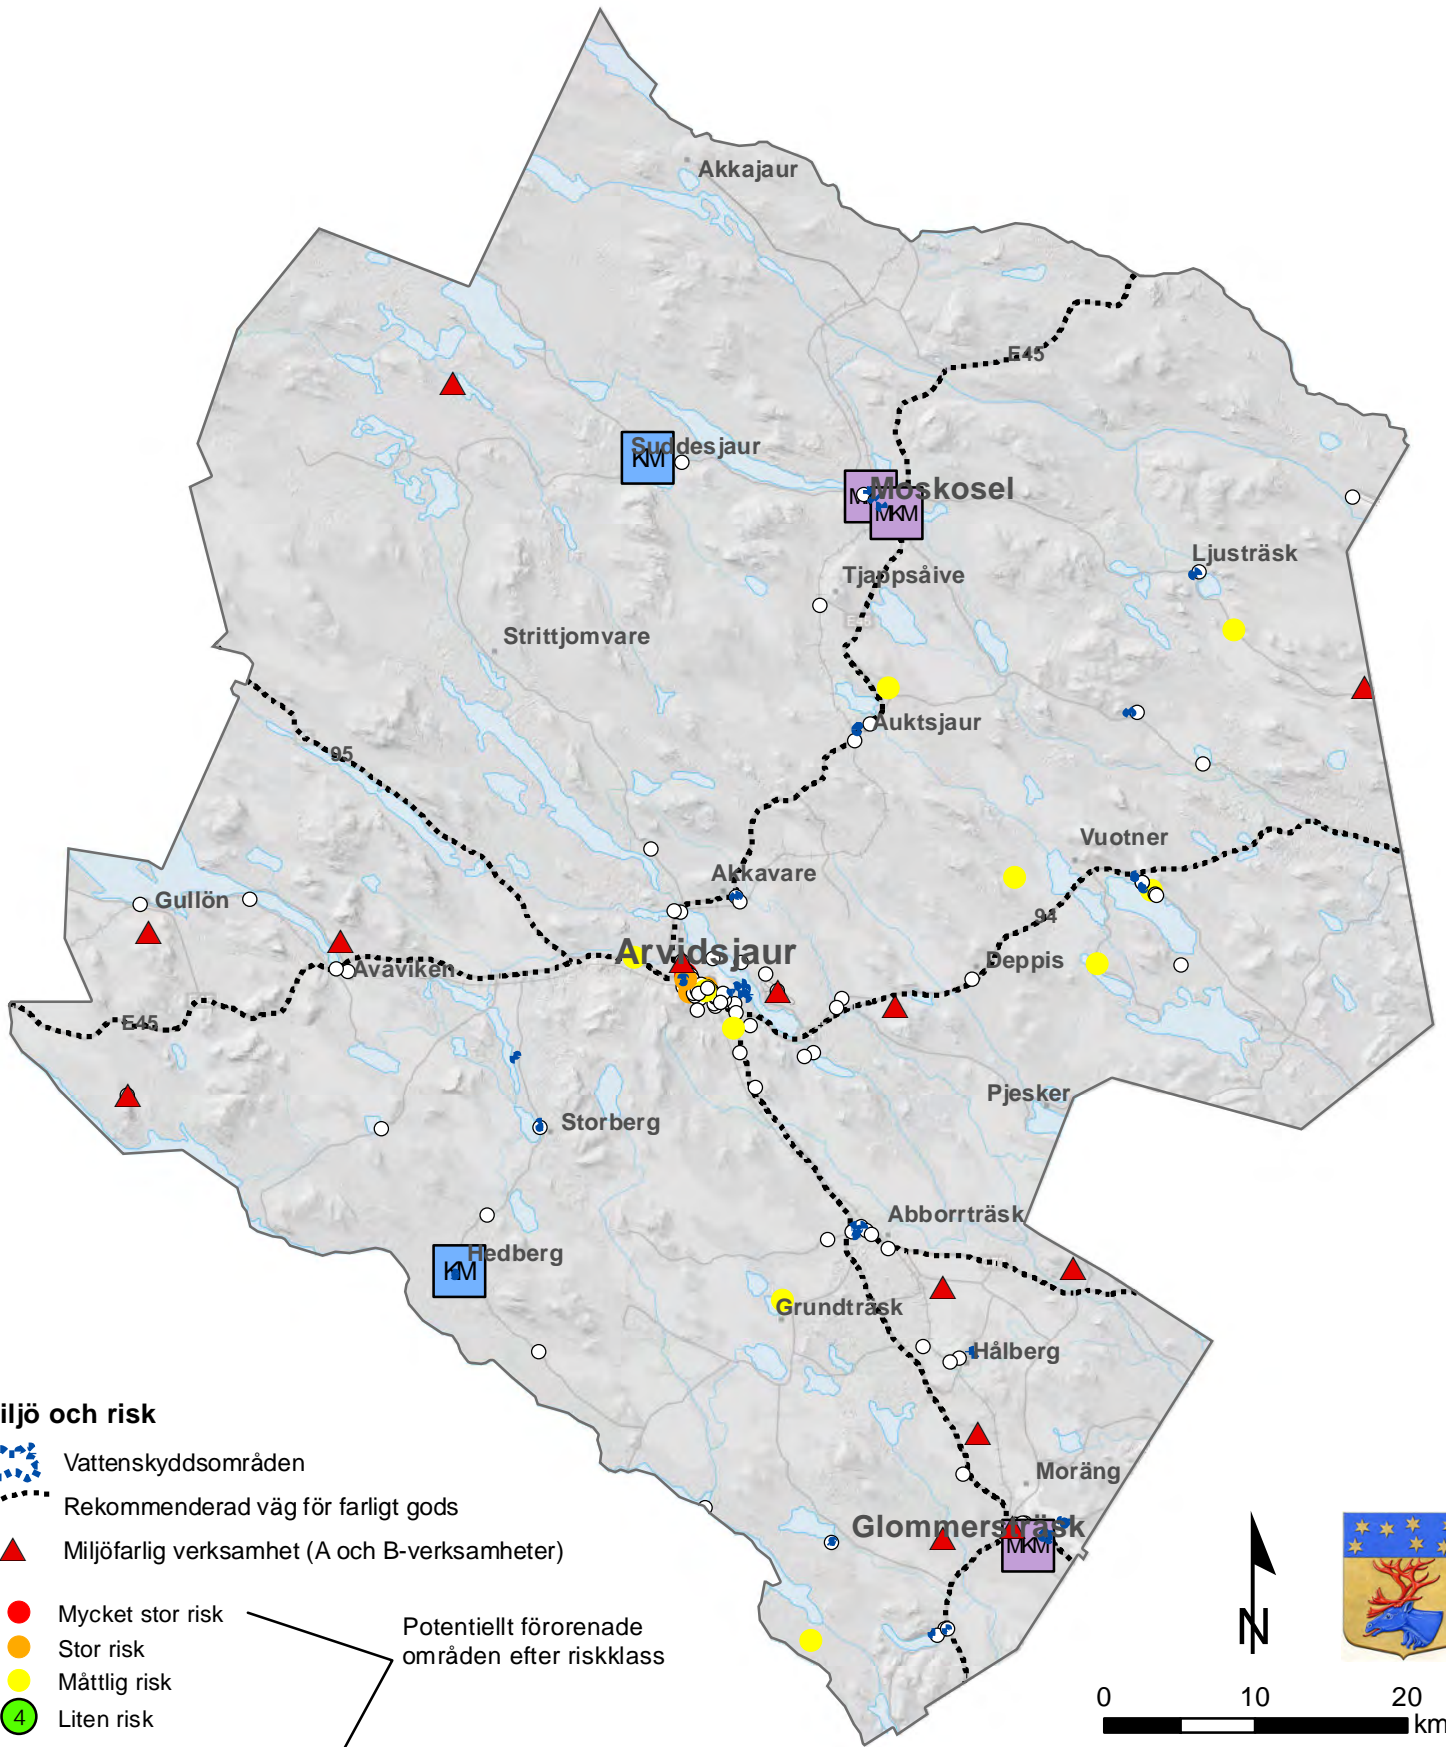 Akkajaur
E45
Suddesjaur
KM
Moskosel
MKM
Ljusträsk
Tjappsåive
E45
Strittjomvare
Auktsjaur
95
Vuotner
Akkavare
Gullön
94
Arvidsjaur
Deppis
Avaviken
E45
Pjesker
Storberg
Abborrträsk
Hedberg
KM
Grundträsk
Hålberg
Moräng
Glommersträsk
MKM
iljö och risk
Vattenskyddsområden
Rekommenderad väg för farligt gods
Miljöfarlig verksamhet (A och B-verksamheter)
Mycket stor risk
Stor risk
Måttlig risk
4 Liten risk
Potentiellt förorenade
områden efter riskklass
N
0 10 20
km